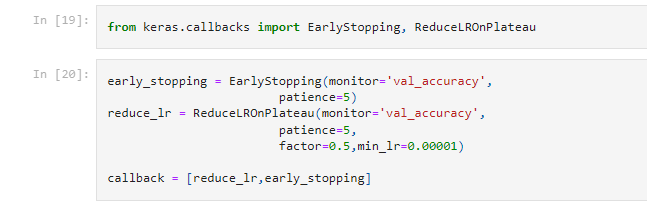 In [19]:
from keras.callbacks import EarlyStopping, ReduceLROnPlateau
In [20]:
early_stopping = EarlyStopping(monitor='val_accuracy',
patience=5)
reduce_lr = ReduceLROnPlateau(monitor='val_accuracy',
patience=5,
factor=0.5,min_lr=0.00001)
callback = [reduce_lr,early_stopping]